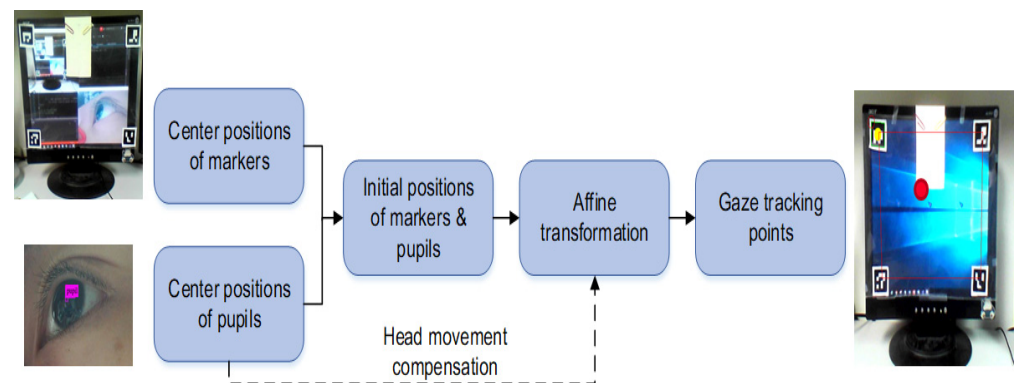 Center positions
of markers
Initial positions
of markers &
pupils
Affine
transformation
Gaze tracking
points
Center positions
of pupils
Head movement
compensation